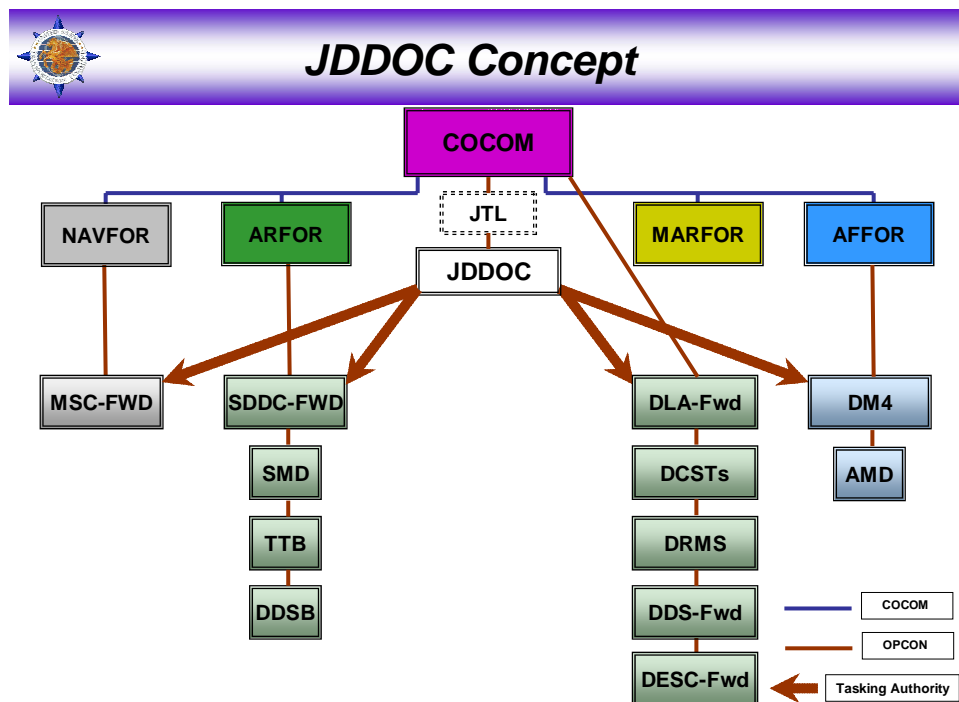 JDDOC Concept
COCOM
JTL
NAVFOR
ARFOR
MARFOR
AFFOR
JDDOC
MSC-FWD
SDDC-FWD
DLA-Fwd
DM4
SMD
DCSTs
AMD
TTB
DRMS
DDSB
DDS-Fwd
DESC-Fwd
COCOM
OPCON
Tasking Authority